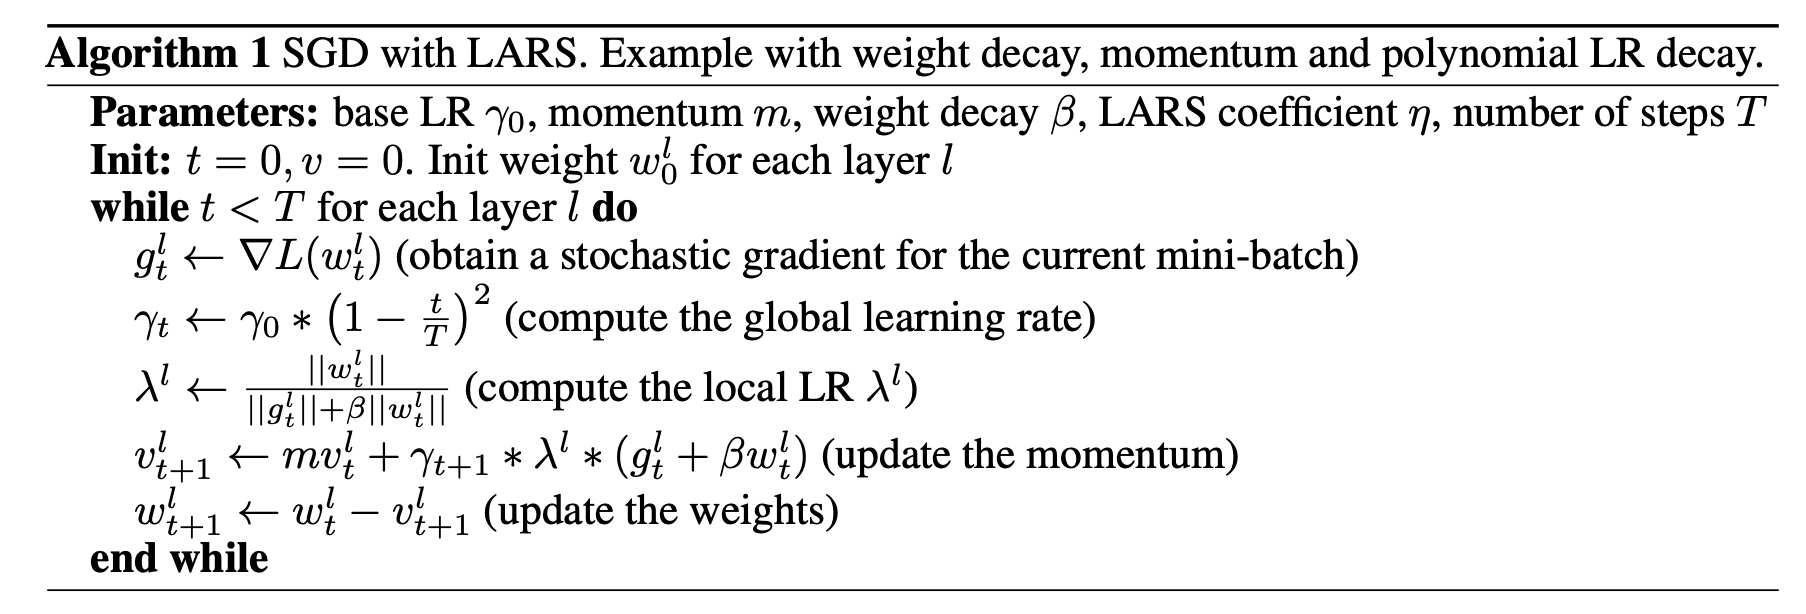 Algorithm 1 SGD with LARS. Example with weight decay, momentum and polynomial LR decay.
Parameters: base LR $\gamma_0$, momentum $m$, weight decay $\beta$, LARS coefficient $\eta$, number of steps $T$
Init: $t = 0, v = 0$. Init weight $w_0^l$ for each layer $l$
while $t < T$ for each layer $l$ do
$g_t^l \leftarrow \nabla L(w_t^l)$ (obtain a stochastic gradient for the current mini-batch)
$\gamma_t \leftarrow \gamma_0 * \left(1 - \frac{t}{T}\right)^2$ (compute the global learning rate)
$\lambda^l \leftarrow \frac{||w_t^l||}{||g_t^l|| + \beta ||w_t^l||}$ (compute the local LR $\lambda^l$)
$v_{t+1}^l \leftarrow m v_t^l + \gamma_{t+1} * \lambda^l * (g_t^l + \beta w_t^l)$ (update the momentum)
$w_{t+1}^l \leftarrow w_t^l - v_{t+1}^l$ (update the weights)
end while